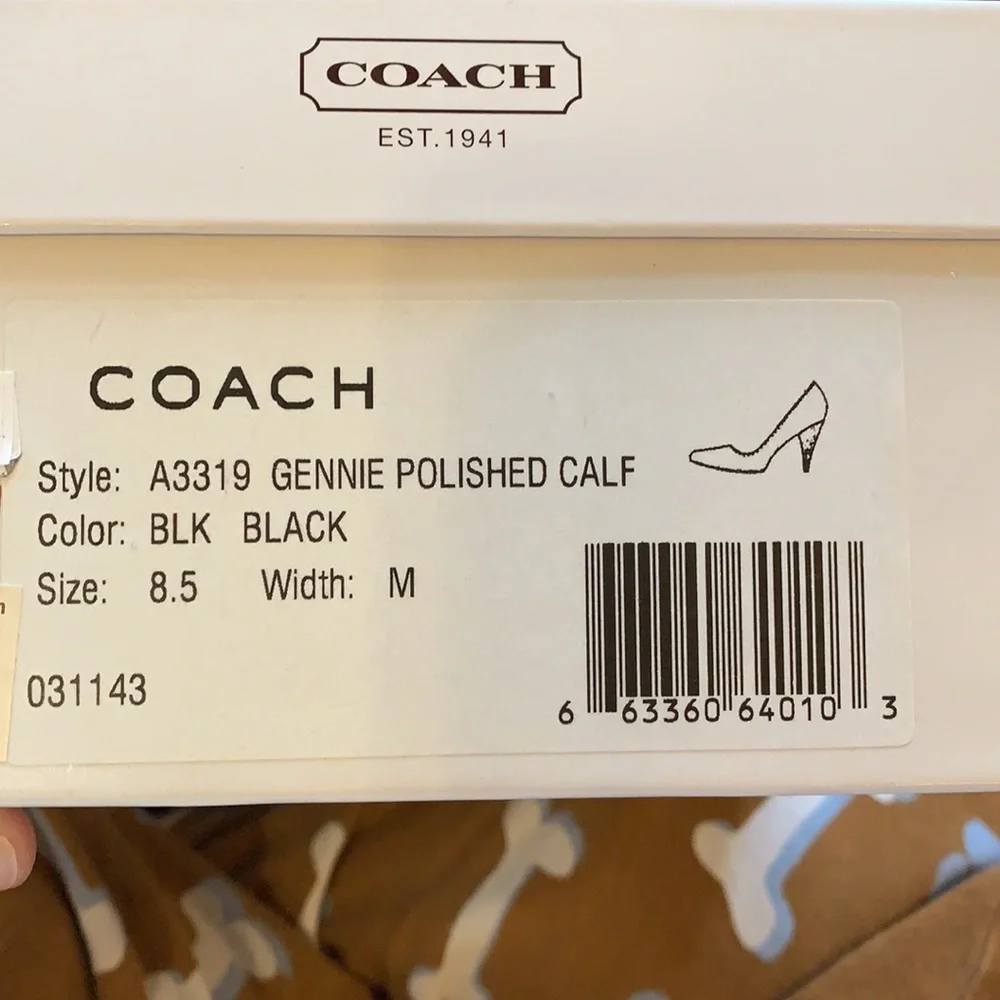 COACH
EST.1941
COACH
Style: A3319 GENNIE POLISHED CALF
Color: BLK BLACK
Size: 8.5 Width: M
031143
6 63360 64010 3